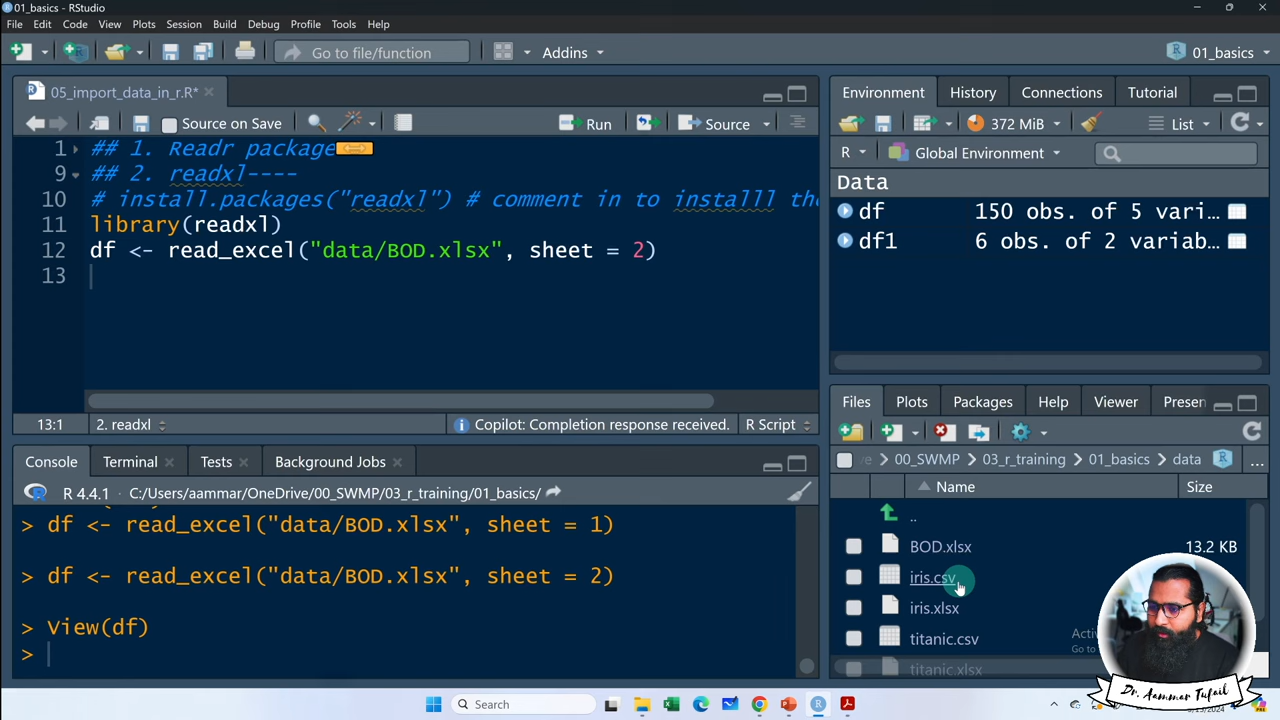 01_basics - RStudio
File Edit Code View Plots Session Build Debug Profile Tools Help
Go to file/function Addins 01_basics
05_import_data_in_r.R*
Source on Save Run Source
1 ## 1. Readr package
9 ## 2. readxl----
10 # install.packages("readxl") # comment in to installl the
11 library(readxl)
12 df <- read_excel("data/BOD.xlsx", sheet = 2)
13
13:1 2. readxl Copilot: Completion response received. R Script
Console Terminal Tests Background Jobs
R 4.4.1 · C:/Users/aammar/OneDrive/00_SWMP/03_r_training/01_basics/
> df <- read_excel("data/BOD.xlsx", sheet = 1)
> df <- read_excel("data/BOD.xlsx", sheet = 2)
> View(df)
>
Environment History Connections Tutorial
372 MiB List
R Global Environment
Data
df 150 obs. of 5 vari…
df1 6 obs. of 2 variab…
Files Plots Packages Help Viewer Presen
00_SWMP 03_r_training 01_basics data ...
Name Size
..
BOD.xlsx 13.2 KB
iris.csv
iris.xlsx
titanic.csv
titanic.xlsx
Dr. Aammar Tufail
Search